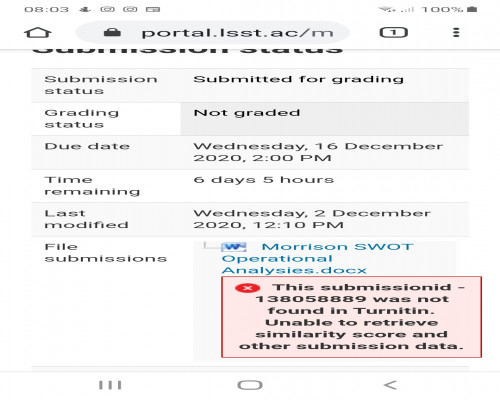 08:03
100%
portal.lsst.ac/m
1
Submission status
Submission status Submitted for grading
Grading status Not graded
Due date Wednesday, 16 December
2020, 2:00 PM
Time remaining 6 days 5 hours
Last modified Wednesday, 2 December
2020, 12:10 PM
File submissions Morrison SWOT
Operational
Analysies.docx
This submissionid -
138058889 was not
found in Turnitin.
Unable to retrieve
similarity score and
other submission data.